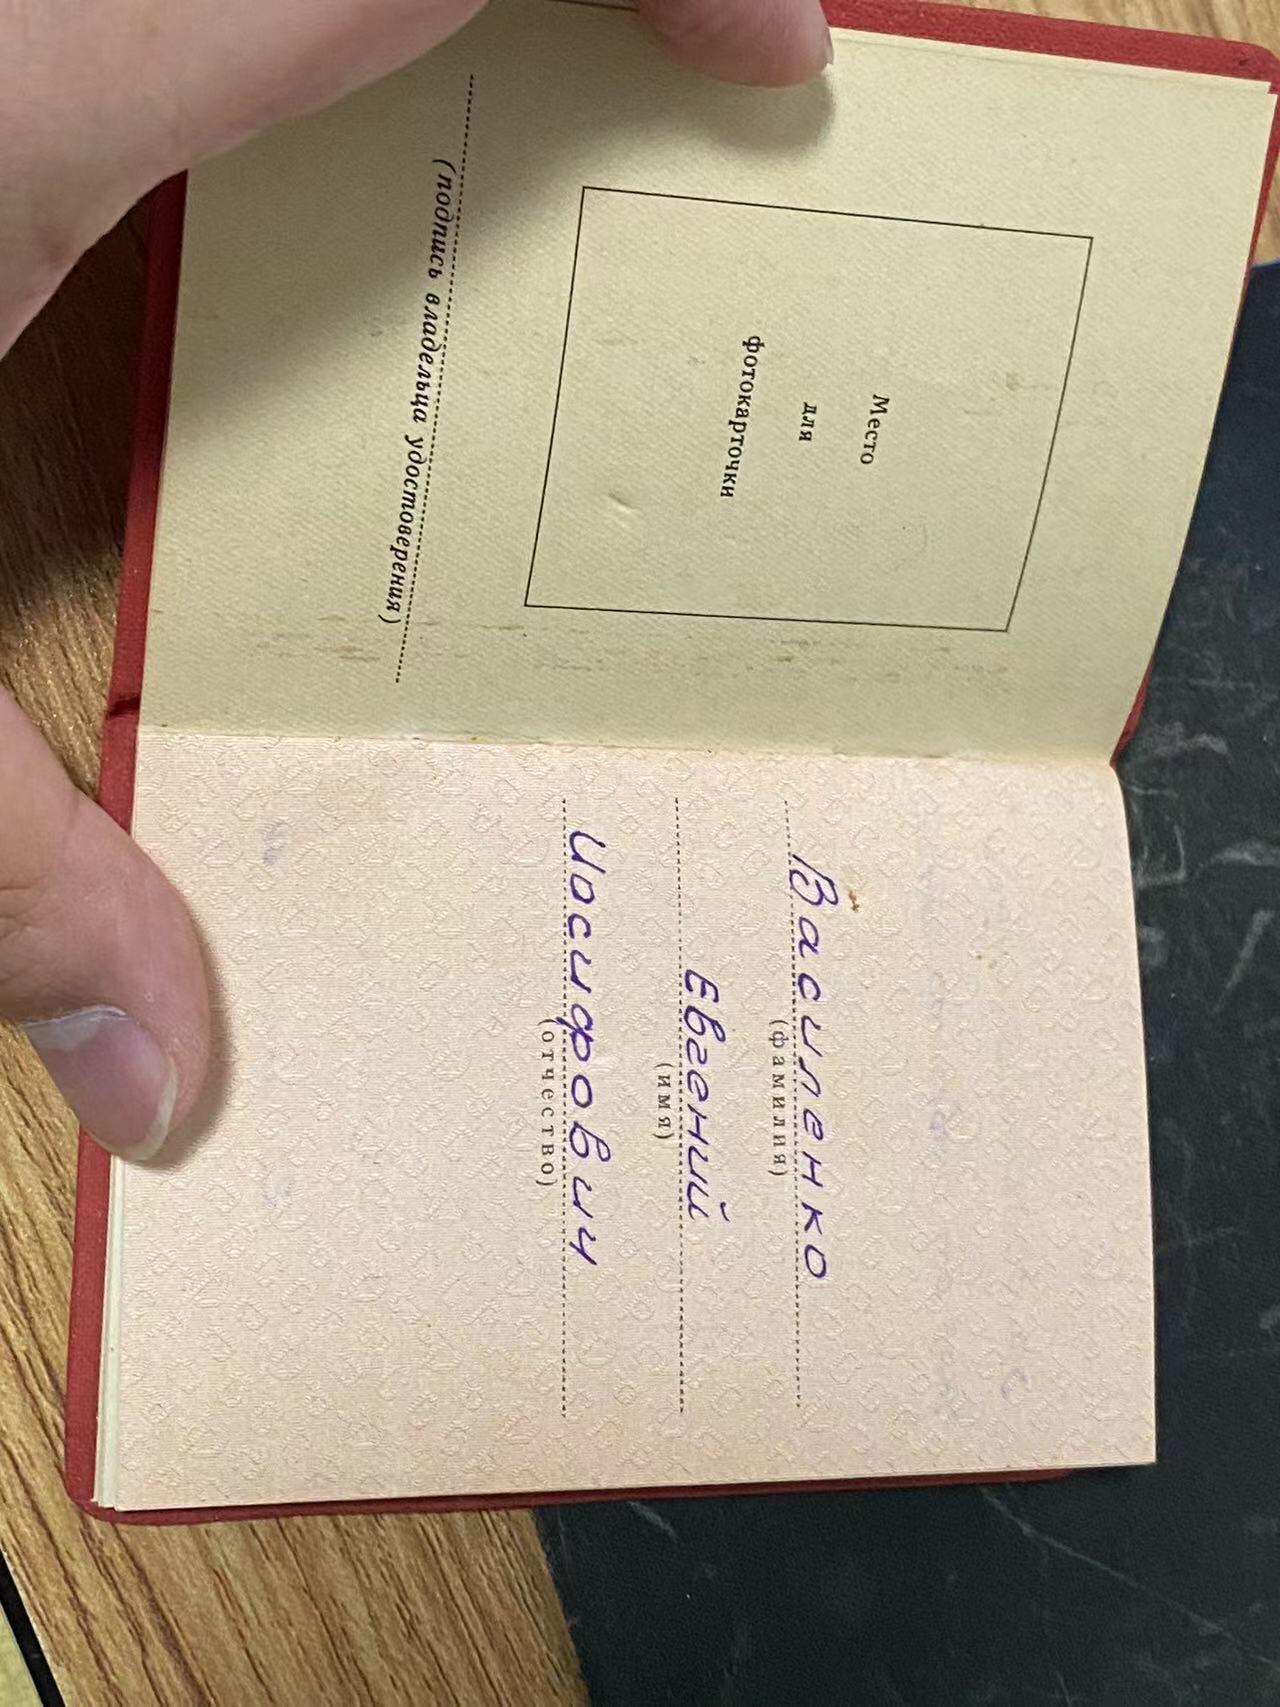 Место
для
фотокарточки
(подпись владельца удостоверения)
Василенко
(фамилия)
Евгений
(имя)
Иосифович
(отчество)